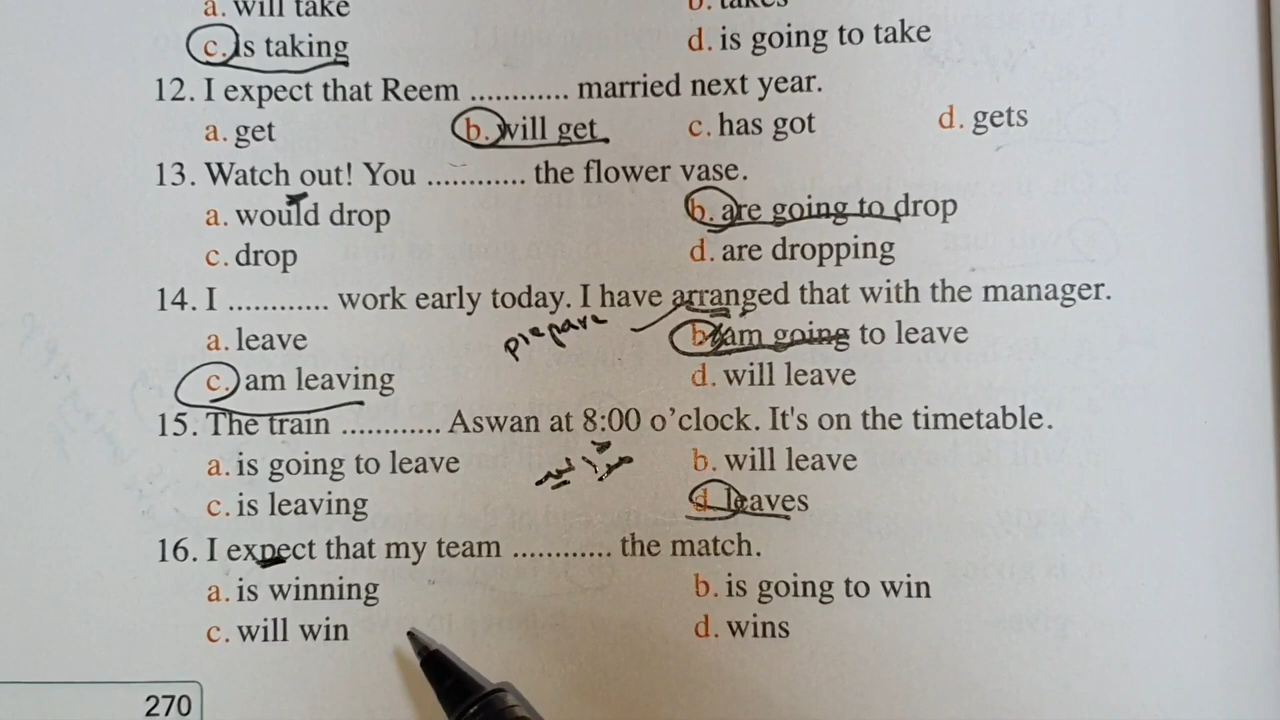 a. will take b. takes
c. is taking d. is going to take
12. I expect that Reem ............ married next year.
a. get b. will get c. has got d. gets
13. Watch out! You ............ the flower vase.
a. would drop b. are going to drop
c. drop d. are dropping
14. I ............ work early today. I have arranged that with the manager.
prepare
a. leave b. am going to leave
c. am leaving d. will leave
15. The train ............ Aswan at 8:00 o’clock. It's on the timetable.
a. is going to leave b. will leave
c. is leaving d. leaves
16. I expect that my team ............ the match.
a. is winning b. is going to win
c. will win d. wins
270